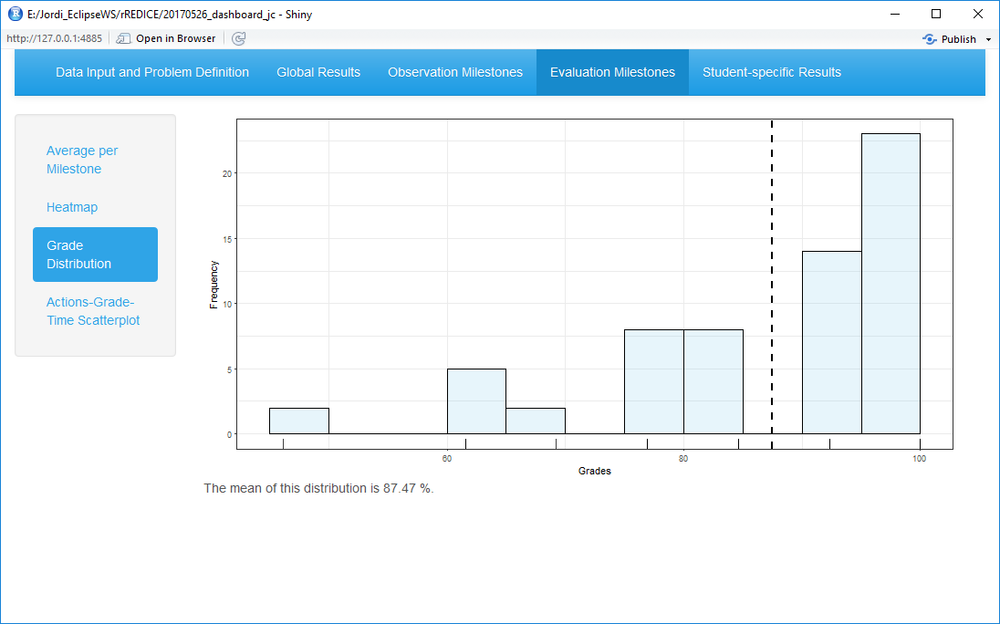 E:/Jordi_EclipseWS/rREDICE/20170526_dashboard_jc - Shiny
http://127.0.0.1:4885 Open in Browser Publish
Data Input and Problem Definition Global Results Observation Milestones Evaluation Milestones Student-specific Results
Average per
Milestone
Heatmap
Grade
Distribution
Actions-Grade-
Time Scatterplot
Frequency
20
15
10
5
0
60 80 100
Grades
The mean of this distribution is 87.47 %.